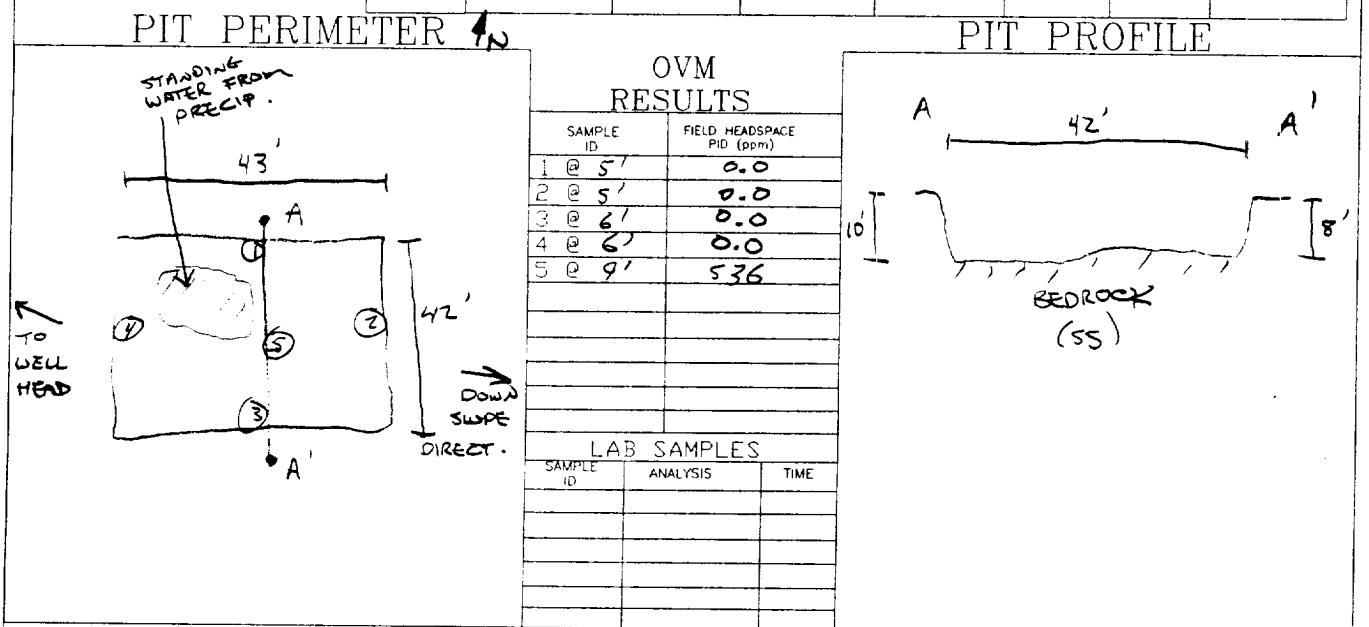 PIT PERIMETER N
STANDING
WATER FROM
PRECIP.
43'
A
1
4
2
5
3
42'
TO
WELL
HEAD
DOWN
SLOPE
DIRECT.
A'
OVM
RESULTS
SAMPLE ID FIELD HEADSPACE PID (ppm)
1 @ 5' 0.0
2 @ 5' 0.0
3 @ 6' 0.0
4 @ 6' 0.0
5 @ 9' 536
LAB SAMPLES
SAMPLE ID ANALYSIS TIME
PIT PROFILE
A 42' A'
10' 8'
BEDROCK
(SS)